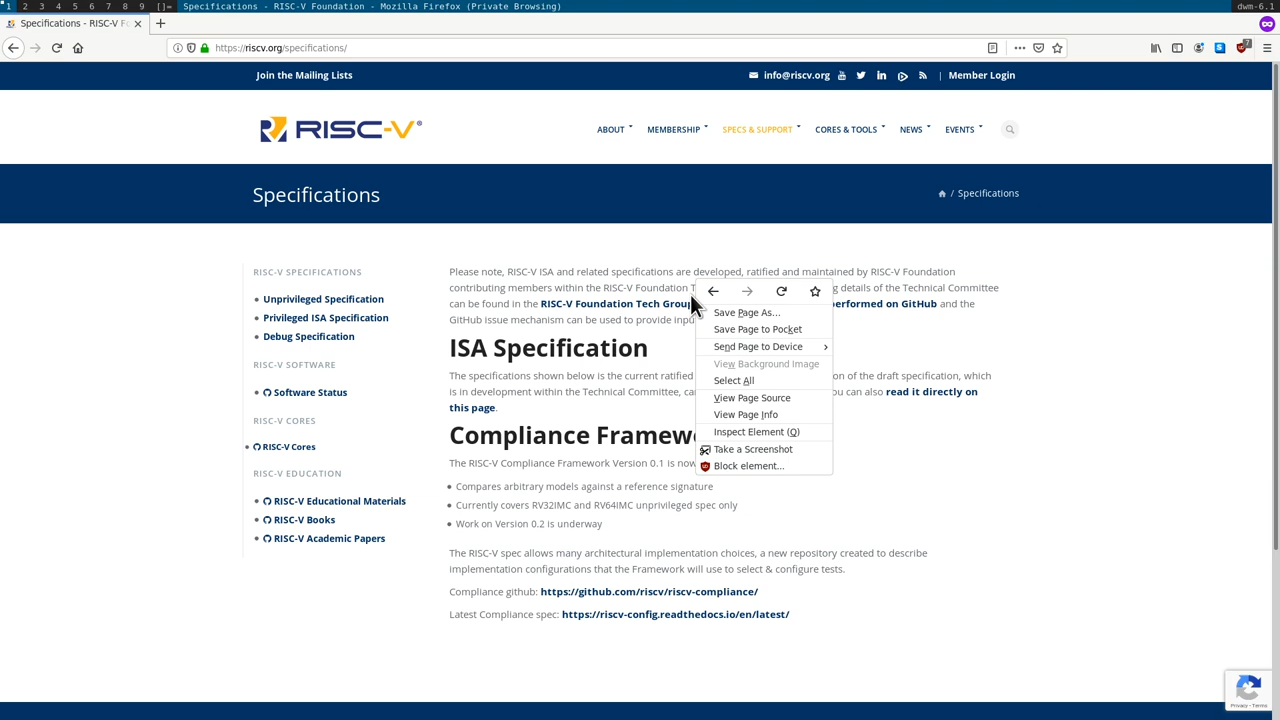 1 2 3 4 5 6 7 8 9 []= Specifications - RISC-V Foundation - Mozilla Firefox (Private Browsing) dwm-6.1
Specifications - RISC-V Fo
https://riscv.org/specifications/
7
Join the Mailing Lists
info@riscv.org | Member Login
RISC-V
ABOUT MEMBERSHIP SPECS & SUPPORT CORES & TOOLS NEWS EVENTS
Specifications
/ Specifications
RISC-V SPECIFICATIONS
Unprivileged Specification
Privileged ISA Specification
Debug Specification
RISC-V SOFTWARE
Software Status
RISC-V CORES
RISC-V Cores
RISC-V EDUCATION
RISC-V Educational Materials
RISC-V Books
RISC-V Academic Papers
Please note, RISC-V ISA and related specifications are developed, ratified and maintained by RISC-V Foundation
contributing members within the RISC-V Foundation details of the Technical Committee
can be found in the RISC-V Foundation Tech Group performed on GitHub and the
GitHub issue mechanism can be used to provide
ISA Specification
The specifications shown below is the current ratified of the draft specification, which
is in development within the Technical Committee, can also read it directly on
this page.
Compliance
The RISC-V Compliance Framework Version 0.1 is now
Compares arbitrary models against a reference signature
Currently covers RV32IMC and RV64IMC unprivileged spec only
Work on Version 0.2 is underway
The RISC-V spec allows many architectural implementation choices, a new repository created to describe
implementation configurations that the Framework will use to select & configure tests.
Compliance github: https://github.com/riscv/riscv-compliance/
Latest Compliance spec: https://riscv-config.readthedocs.io/en/latest/
Save Page As...
Save Page to Pocket
Send Page to Device
View Background Image
Select All
View Page Source
View Page Info
Inspect Element (Q)
Take a Screenshot
Block element...
Privacy - Terms